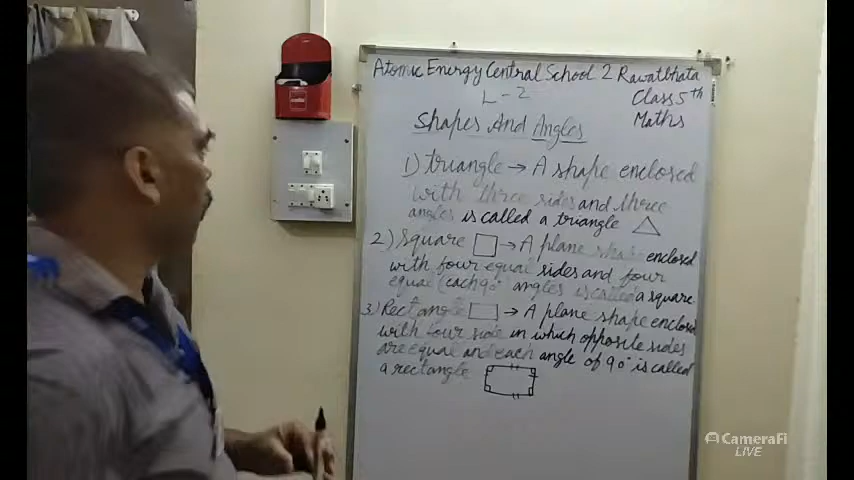 Atomic Energy Central School 2 Rawatbhata
L-2
Class 5th
Maths
Shapes And Angles
1) triangle → A shape enclosed
with three sides and three
angles is called a triangle
2) Square → A plane shape enclosed
with four equal sides and four
equal (each 90° angles is called a square
3) Rectangle → A plane shape enclosed
with four side in which opposite sides
are equal and each angle of 90° is called
a rectangle
CameraFi
LIVE